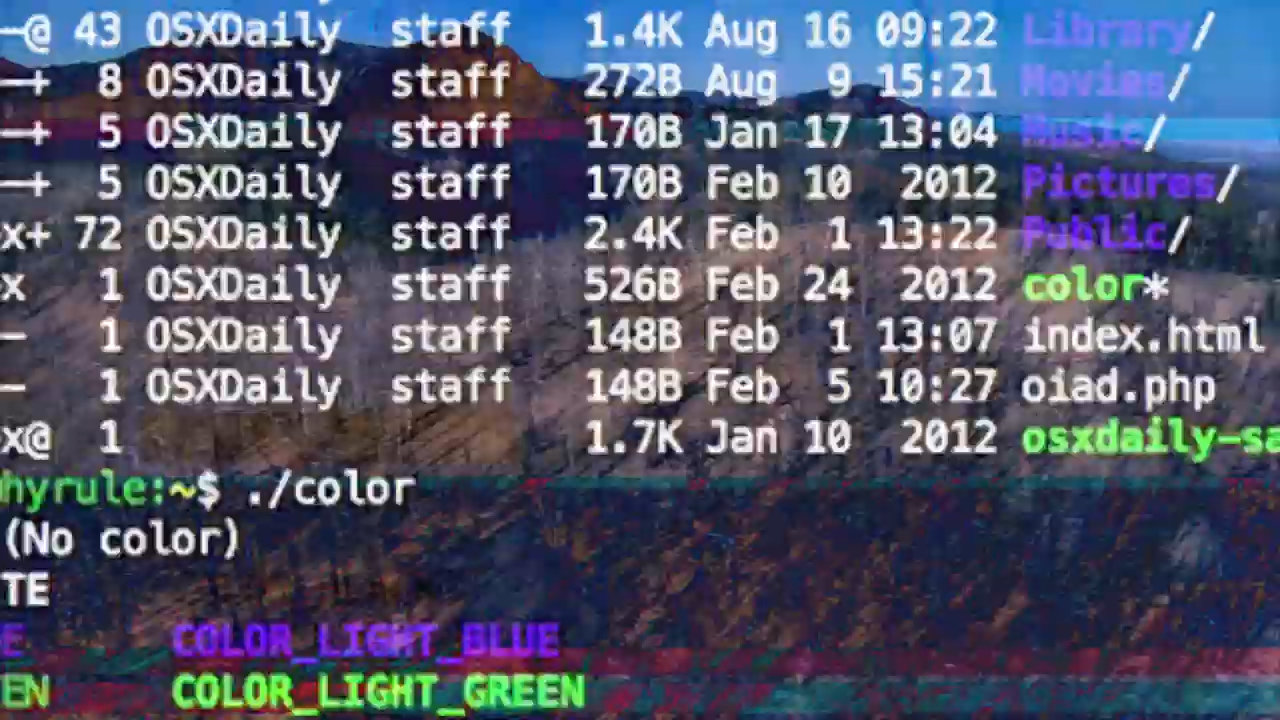 —@ 43 OSXDaily staff 1.4K Aug 16 09:22 Library/
—+ 8 OSXDaily staff 272B Aug 9 15:21 Movies/
—+ 5 OSXDaily staff 170B Jan 17 13:04 Music/
—+ 5 OSXDaily staff 170B Feb 10 2012 Pictures/
x+ 72 OSXDaily staff 2.4K Feb 1 13:22 Public/
x 1 OSXDaily staff 526B Feb 24 2012 color*
— 1 OSXDaily staff 148B Feb 1 13:07 index.html
— 1 OSXDaily staff 148B Feb 5 10:27 oiad.php
x@ 1 1.7K Jan 10 2012 osxdaily-sa
hyrule:~$ ./color
(No color)
TE
E COLOR_LIGHT_BLUE
EN COLOR_LIGHT_GREEN